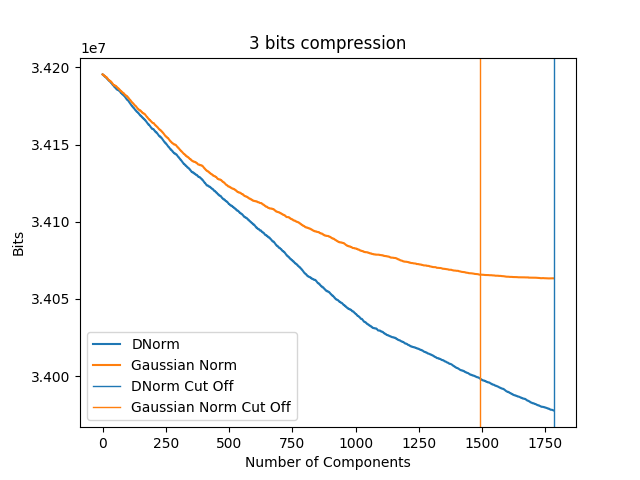 3 bits compression
1e7
3.420
3.415
3.410
3.405
3.400
Bits
DNorm
Gaussian Norm
DNorm Cut Off
Gaussian Norm Cut Off
0 250 500 750 1000 1250 1500 1750
Number of Components